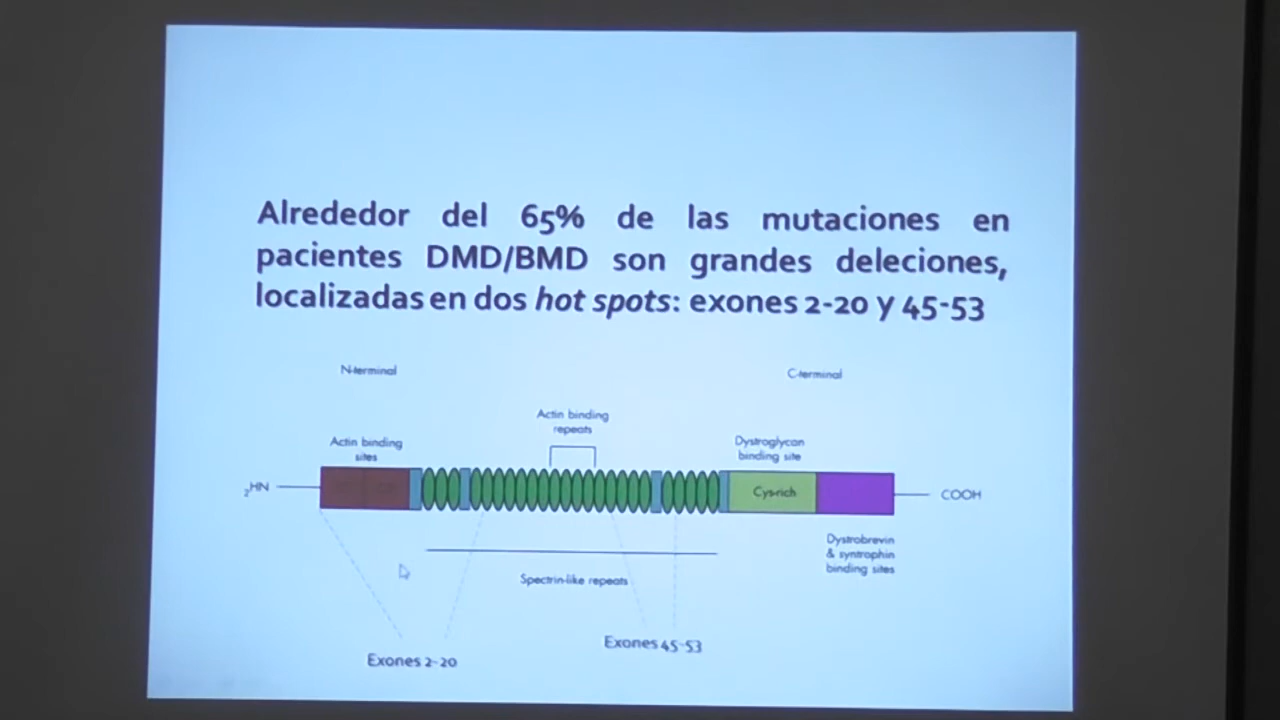 Alrededor del 65% de las mutaciones en
pacientes DMD/BMD son grandes deleciones,
localizadas en dos hot spots: exones 2-20 y 45-53
N-terminal
C-terminal
Actin binding
repeats
Actin binding
sites
Dystroglycan
binding site
2HN
Cys-rich
COOH
Dystrobrevin
& syntrophin
binding sites
Spectrin-like repeats
Exones 2-20
Exones 45-53